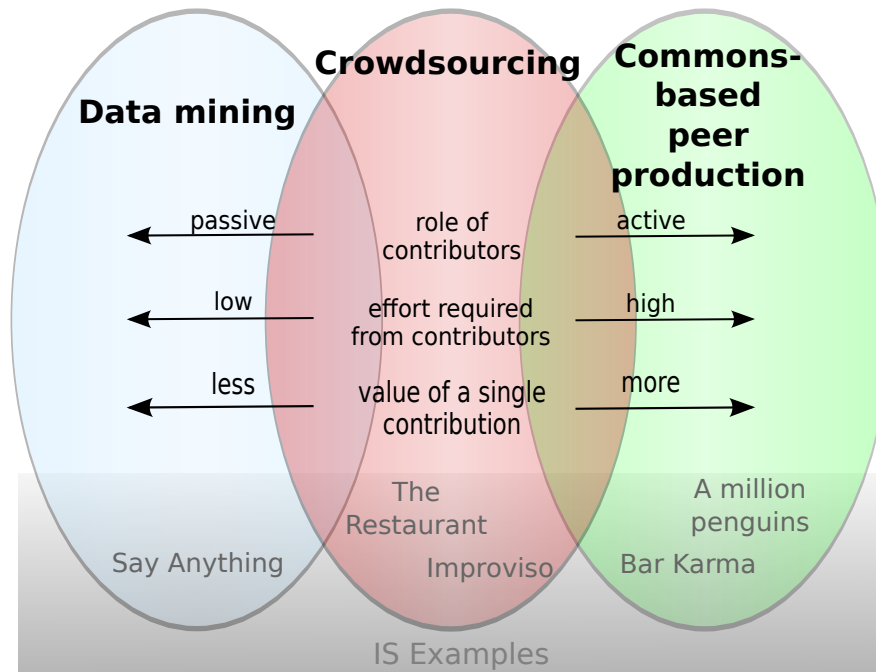 Data mining
Crowdsourcing
Commons-
based
peer
production
passive
role of
contributors
active
low
effort required
from contributors
high
less
value of a single
contribution
more
The
Restaurant
A million
penguins
Say Anything
Improviso
Bar Karma
IS Examples